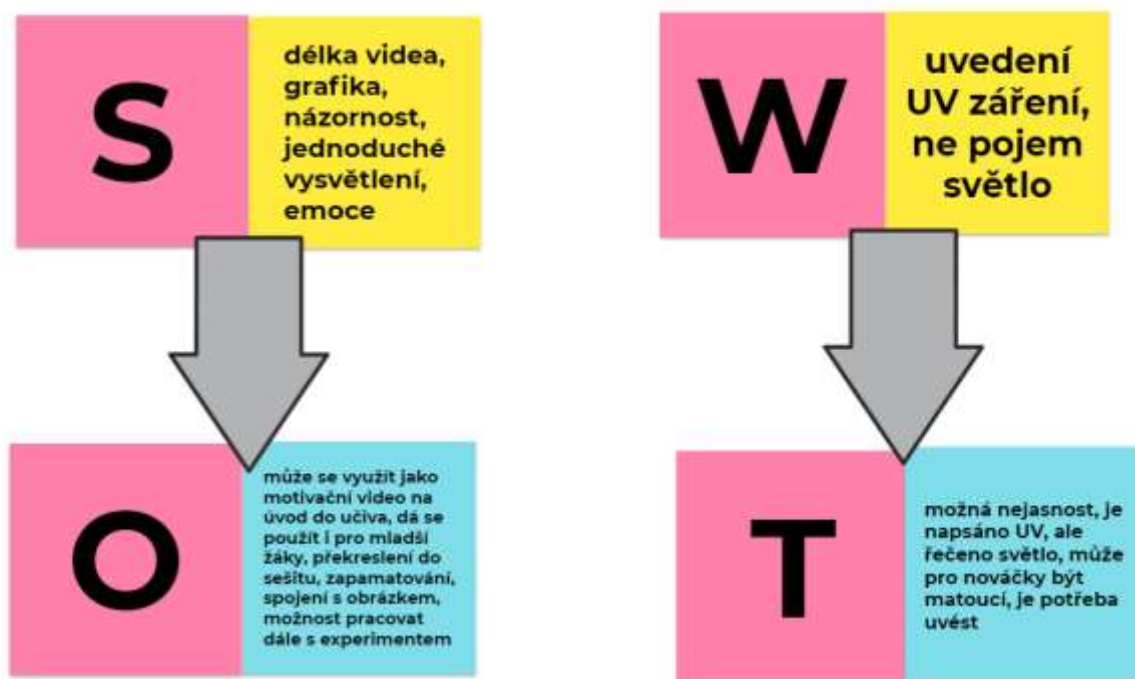 S
délka videa,
grafika,
názornost,
jednoduché
vysvětlení,
emoce
W
uvedení
UV záření,
ne pojem
světlo
O
může se využít jako
motivační video na
úvod do učiva, dá se
použít i pro mladší
žáky, překreslení do
sešitu, zapamatování,
spojení s obrázkem,
možnost pracovat
dále s experimentem
T
možná nejasnost, je
napsáno UV, ale
řečeno světlo, může
pro nováčky být
matoucí, je potřeba
uvést